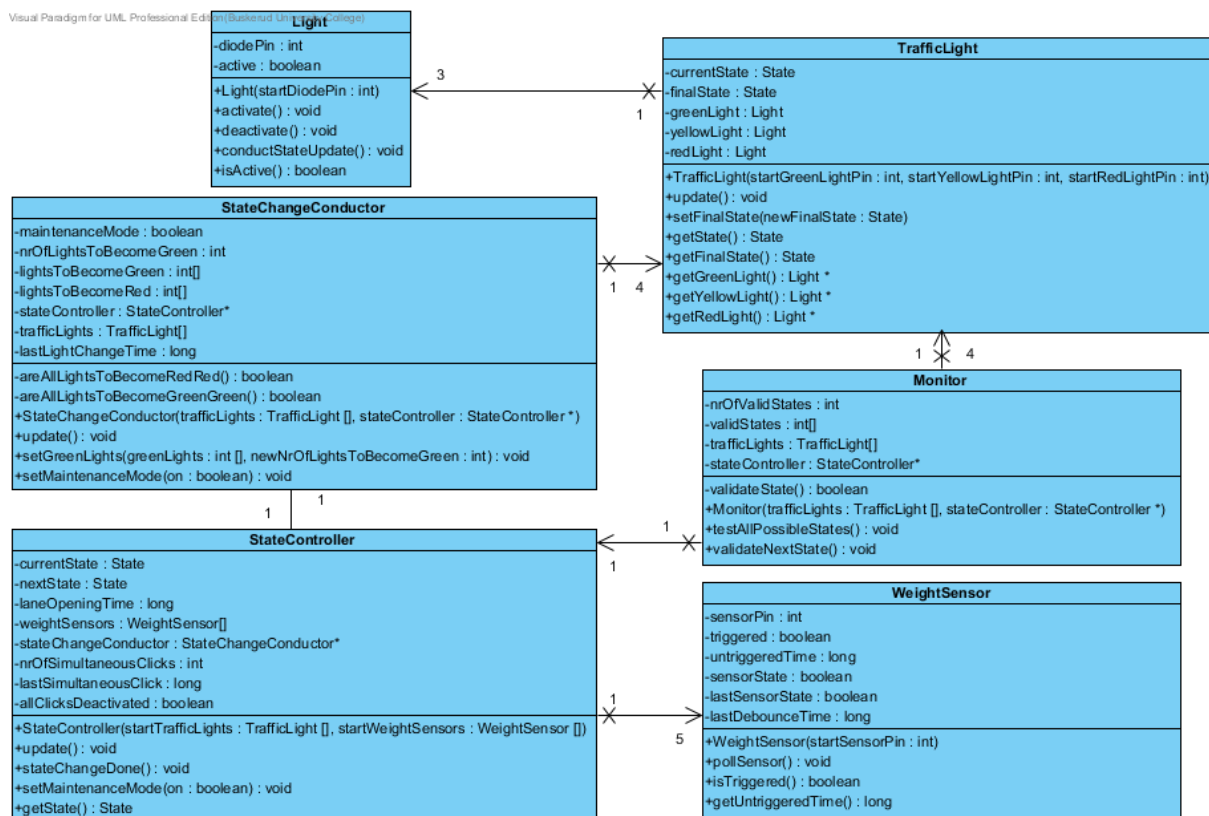 Visual Paradigm for UML Professional Edition(Buskerud University College)
Light
-diodePin : int
-active : boolean
+Light(startDiodePin : int)
+activate() : void
+deactivate() : void
+conductStateUpdate() : void
+isActive() : boolean
3
1
TrafficLight
-currentState : State
-finalState : State
-greenLight : Light
-yellowLight : Light
-redLight : Light
+TrafficLight(startGreenLightPin : int, startYellowLightPin : int, startRedLightPin : int)
+update() : void
+setFinalState(newFinalState : State)
+getState() : State
+getFinalState() : State
+getGreenLight() : Light *
+getYellowLight() : Light *
+getRedLight() : Light *
StateChangeConductor
-maintenanceMode : boolean
-nrOfLightsToBecomeGreen : int
-lightsToBecomeGreen : int[]
-lightsToBecomeRed : int[]
-stateController : StateController*
-trafficLights : TrafficLight[]
-lastLightChangeTime : long
-areAllLightsToBecomeRedRed() : boolean
-areAllLightsToBecomeGreenGreen() : boolean
+StateChangeConductor(trafficLights : TrafficLight [], stateController : StateController *)
+update() : void
+setGreenLights(greenLights : int [], newNrOfLightsToBecomeGreen : int) : void
+setMaintenanceMode(on : boolean) : void
1 4
1 4
Monitor
-nrOfValidStates : int
-validStates : int[]
-trafficLights : TrafficLight[]
-stateController : StateController*
-validateState() : boolean
+Monitor(trafficLights : TrafficLight [], stateController : StateController *)
+testAllPossibleStates() : void
+validateNextState() : void
1
1
1
1
StateController
-currentState : State
-nextState : State
-laneOpeningTime : long
-weightSensors : WeightSensor[]
-stateChangeConductor : StateChangeConductor*
-nrOfSimultaneousClicks : int
-lastSimultaneousClick : long
-allClicksDeactivated : boolean
+StateController(startTrafficLights : TrafficLight [], startWeightSensors : WeightSensor [])
+update() : void
+stateChangeDone() : void
+setMaintenanceMode(on : boolean) : void
+getState() : State
1
5
WeightSensor
-sensorPin : int
-triggered : boolean
-untriggeredTime : long
-sensorState : boolean
-lastSensorState : boolean
-lastDebounceTime : long
+WeightSensor(startSensorPin : int)
+pollSensor() : void
+isTriggered() : boolean
+getUntriggeredTime() : long